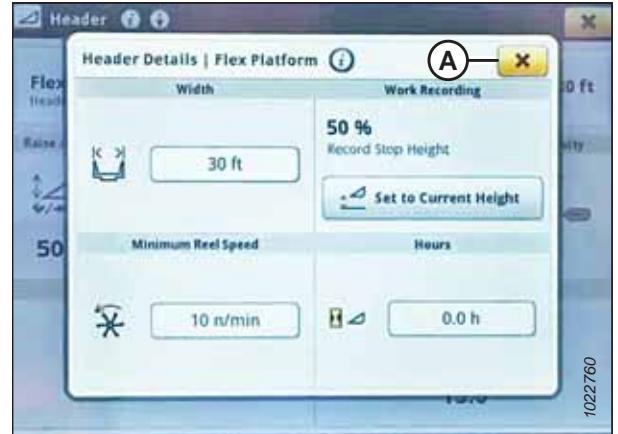 Header
Header Details | Flex Platform
A
Flex
0 ft
Width
Work Recording
50 %
Record Stop Height
30 ft
Set to Current Height
50
Minimum Reel Speed
Hours
10 n/min
0.0 h
1022760